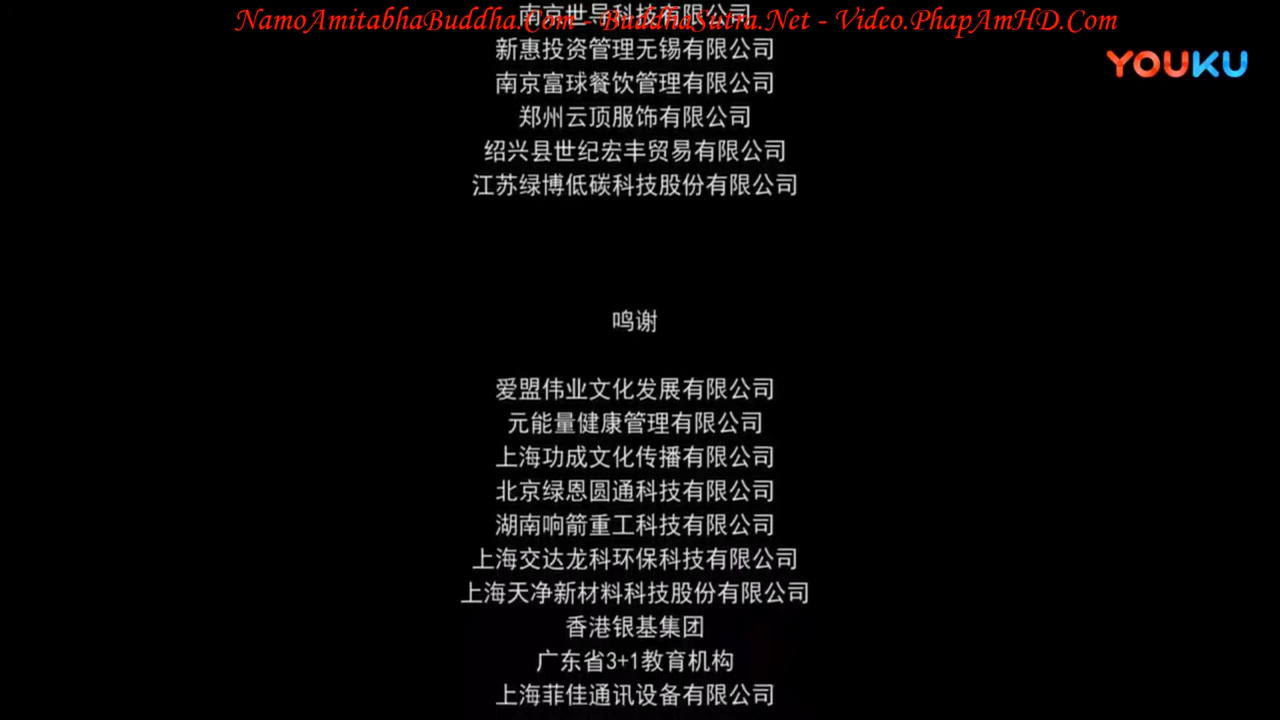 NamoAmitabhaBuddha.Com - BuddhaSutra.Net - Video.PhapAmHD.Com
南京世导科技有限公司
YOUKU
新惠投资管理无锡有限公司
南京富球餐饮管理有限公司
郑州云顶服饰有限公司
绍兴县世纪宏丰贸易有限公司
江苏绿博低碳科技股份有限公司
鸣谢
爱盟伟业文化发展有限公司
元能量健康管理有限公司
上海功成文化传播有限公司
北京绿恩圆通科技有限公司
湖南响箭重工科技有限公司
上海交达龙科环保科技有限公司
上海天净新材料科技股份有限公司
香港银基集团
广东省3+1教育机构
上海菲佳通讯设备有限公司